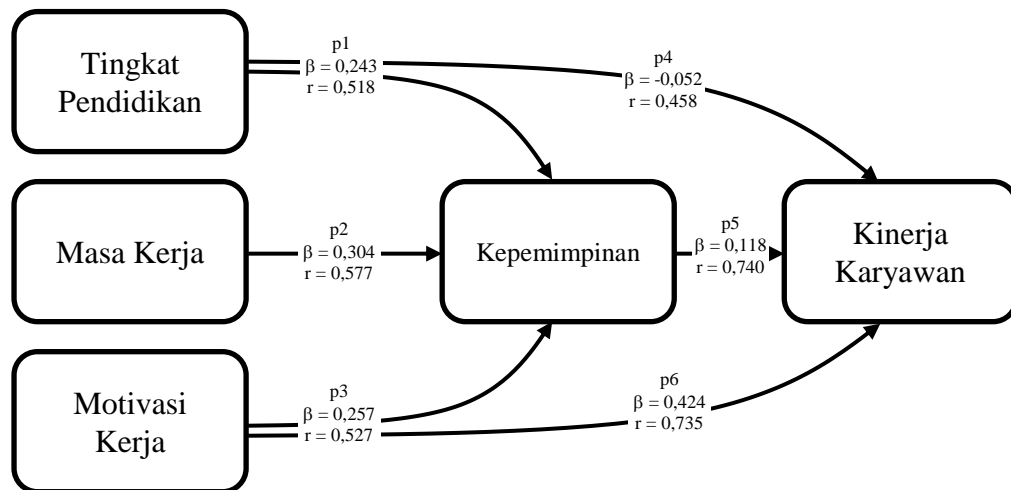 Tingkat
Pendidikan
p1
β = 0,243
r = 0,518
p4
β = -0,052
r = 0,458
Masa Kerja
p2
β = 0,304
r = 0,577
Kepemimpinan
p5
β = 0,118
r = 0,740
Kinerja
Karyawan
Motivasi
Kerja
p3
β = 0,257
r = 0,527
p6
β = 0,424
r = 0,735